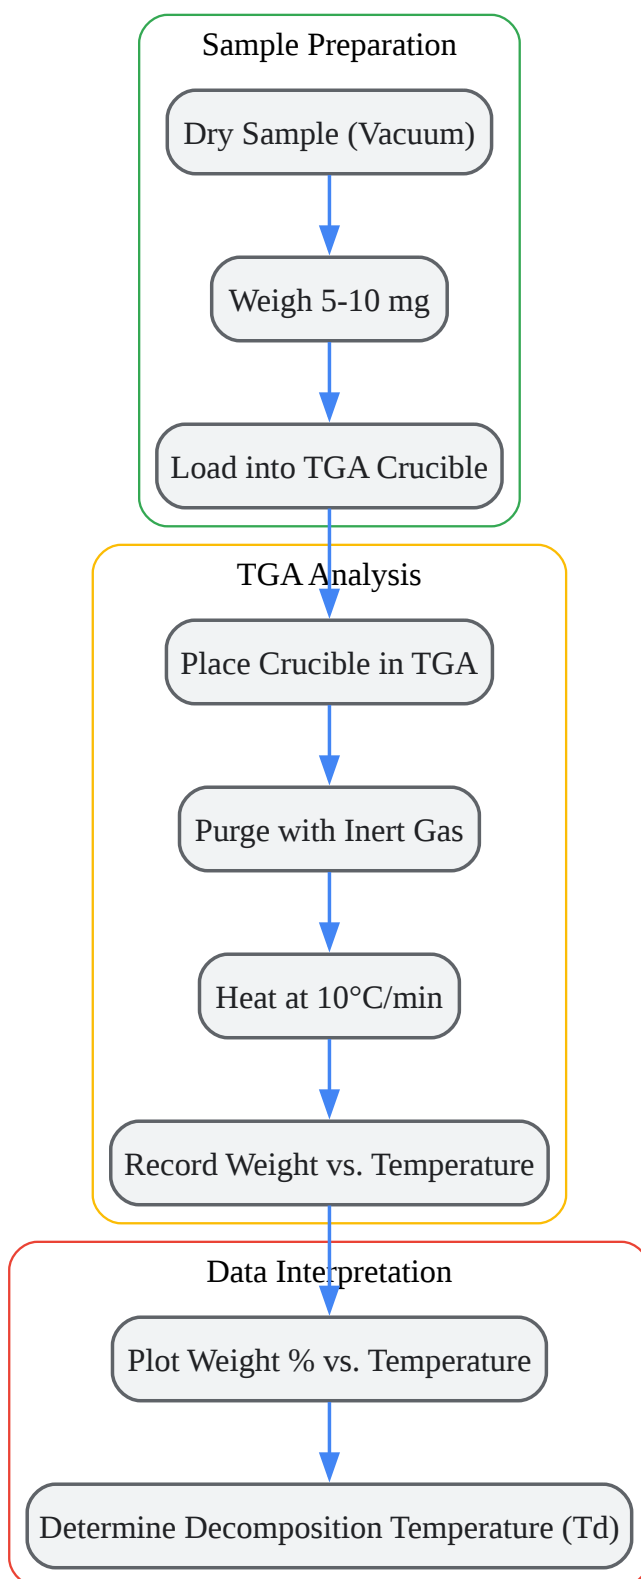 Sample Preparation
Dry Sample (Vacuum)
Weigh 5-10 mg
Load into TGA Crucible
TGA Analysis
Place Crucible in TGA
Purge with Inert Gas
Heat at 10°C/min
Record Weight vs. Temperature
Data Interpretation
Plot Weight % vs. Temperature
Determine Decomposition Temperature (Td)